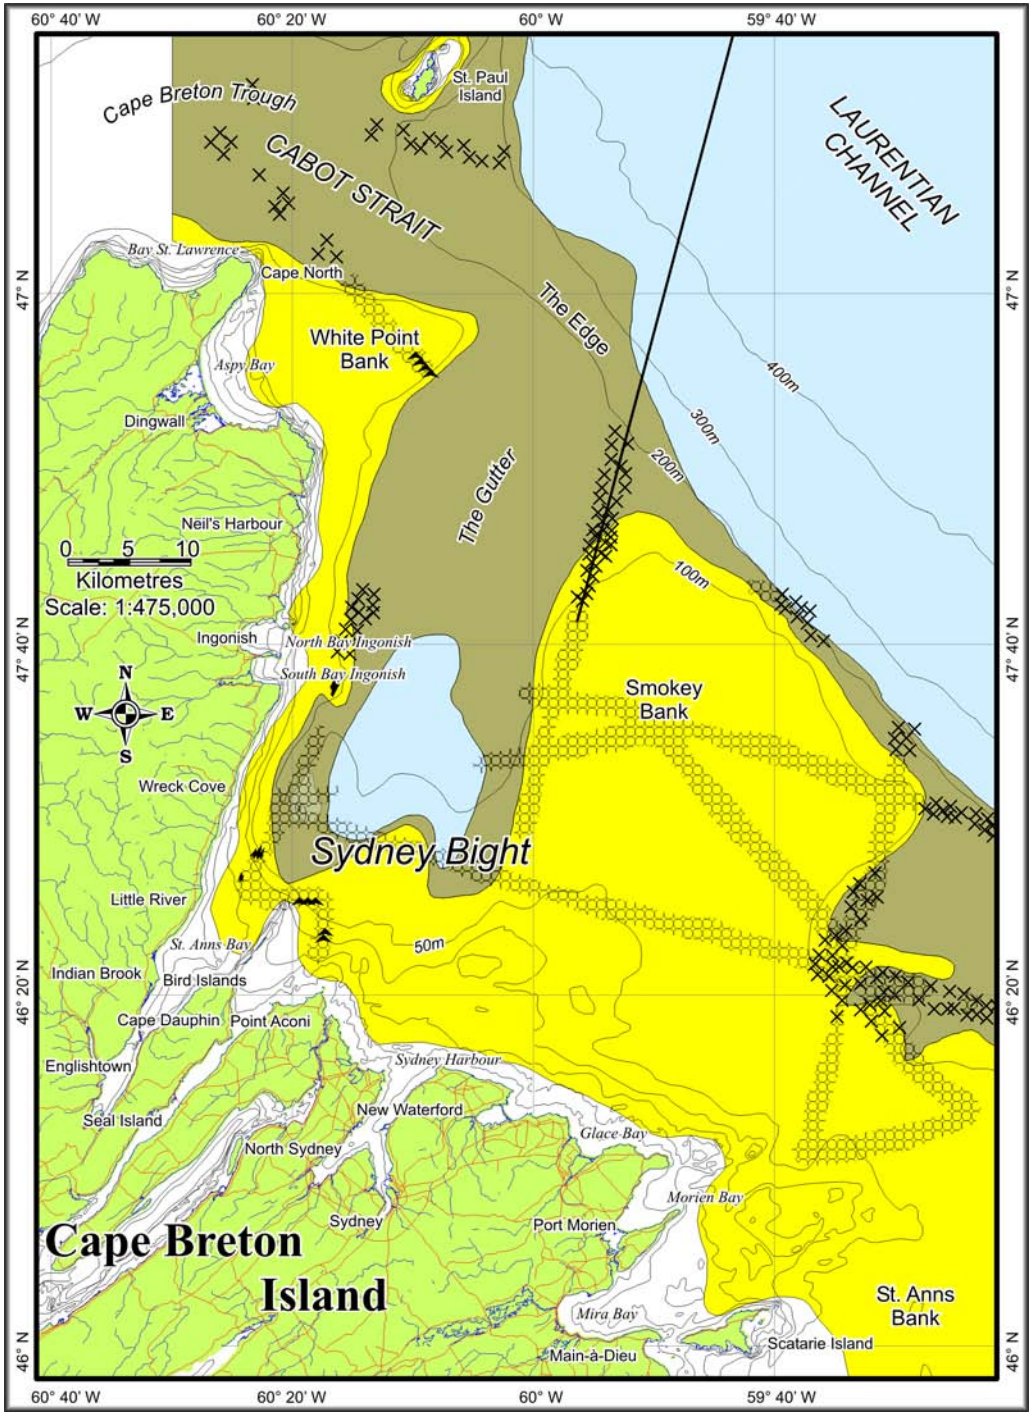 60° 40' W
60° 20' W
60° W
59° 40' W
St. Paul
Island
Cape Breton Trough
LAURENTIAN
CHANNEL
CABOT STRAIT
Bay St. Lawrence
Cape North
47° N
47° N
The Edge
White Point
Bank
Aspy Bay
400m
300m
Dingwall
200m
The Gutter
Neil's Harbour
0 5 10
Kilometres
Scale: 1:475,000
100m
Ingonish
North Bay Ingonish
47° 40' N
47° 40' N
South Bay Ingonish
N
W E
S
Smokey
Bank
Wreck Cove
Sydney Bight
Little River
St. Anns Bay
50m
Indian Brook
Bird Islands
46° 20' N
46° 20' N
Cape Dauphin
Point Aconi
Englishtown
Sydney Harbour
Seal Island
New Waterford
Glace Bay
North Sydney
Morien Bay
Sydney
Port Morien
Cape Breton
Island
St. Anns
Bank
Mira Bay
Scatarie Island
Main-à-Dieu
46° N
46° N
60° 40' W
60° 20' W
60° W
59° 40' W